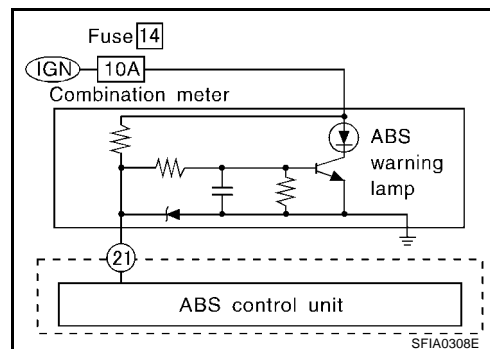 Fuse 14
IGN 10A
Combination meter
ABS
warning
lamp
21
ABS control unit
SFIA0308E